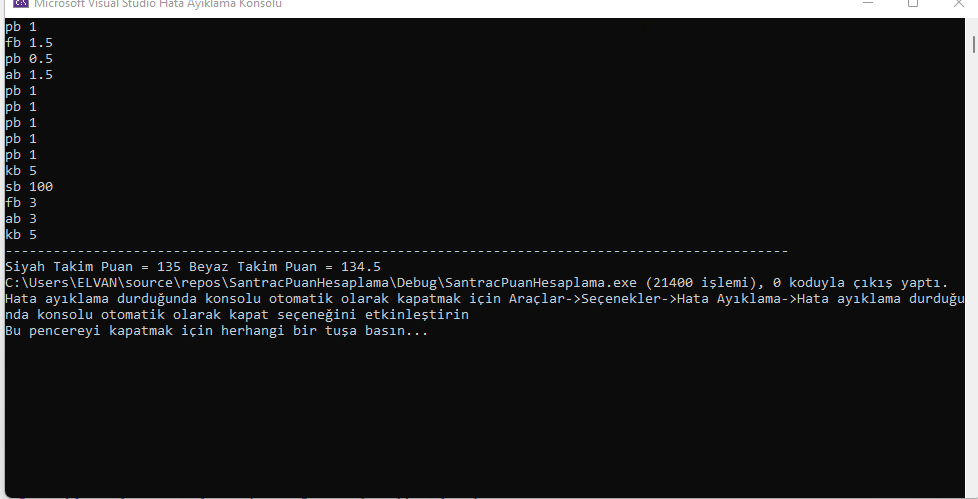 Microsoft Visual Studio Hata Ayıklama Konsolu
pb 1
fb 1.5
pb 0.5
ab 1.5
pb 1
pb 1
pb 1
pb 1
pb 1
kb 5
sb 100
fb 3
ab 3
kb 5
--------------------------------------------------------------------------------------------------
Siyah Takim Puan = 135 Beyaz Takim Puan = 134.5
C:\Users\ELVAN\source\repos\SantracPuanHesaplama\Debug\SantracPuanHesaplama.exe (21400 işlemi), 0 koduyla çıkış yaptı.
Hata ayıklama durduğunda konsolu otomatik olarak kapatmak için Araçlar->Seçenekler->Hata Ayıklama->Hata ayıklama durduğu
nda konsolu otomatik olarak kapat seçeneğini etkinleştirin
Bu pencereyi kapatmak için herhangi bir tuşa basın...